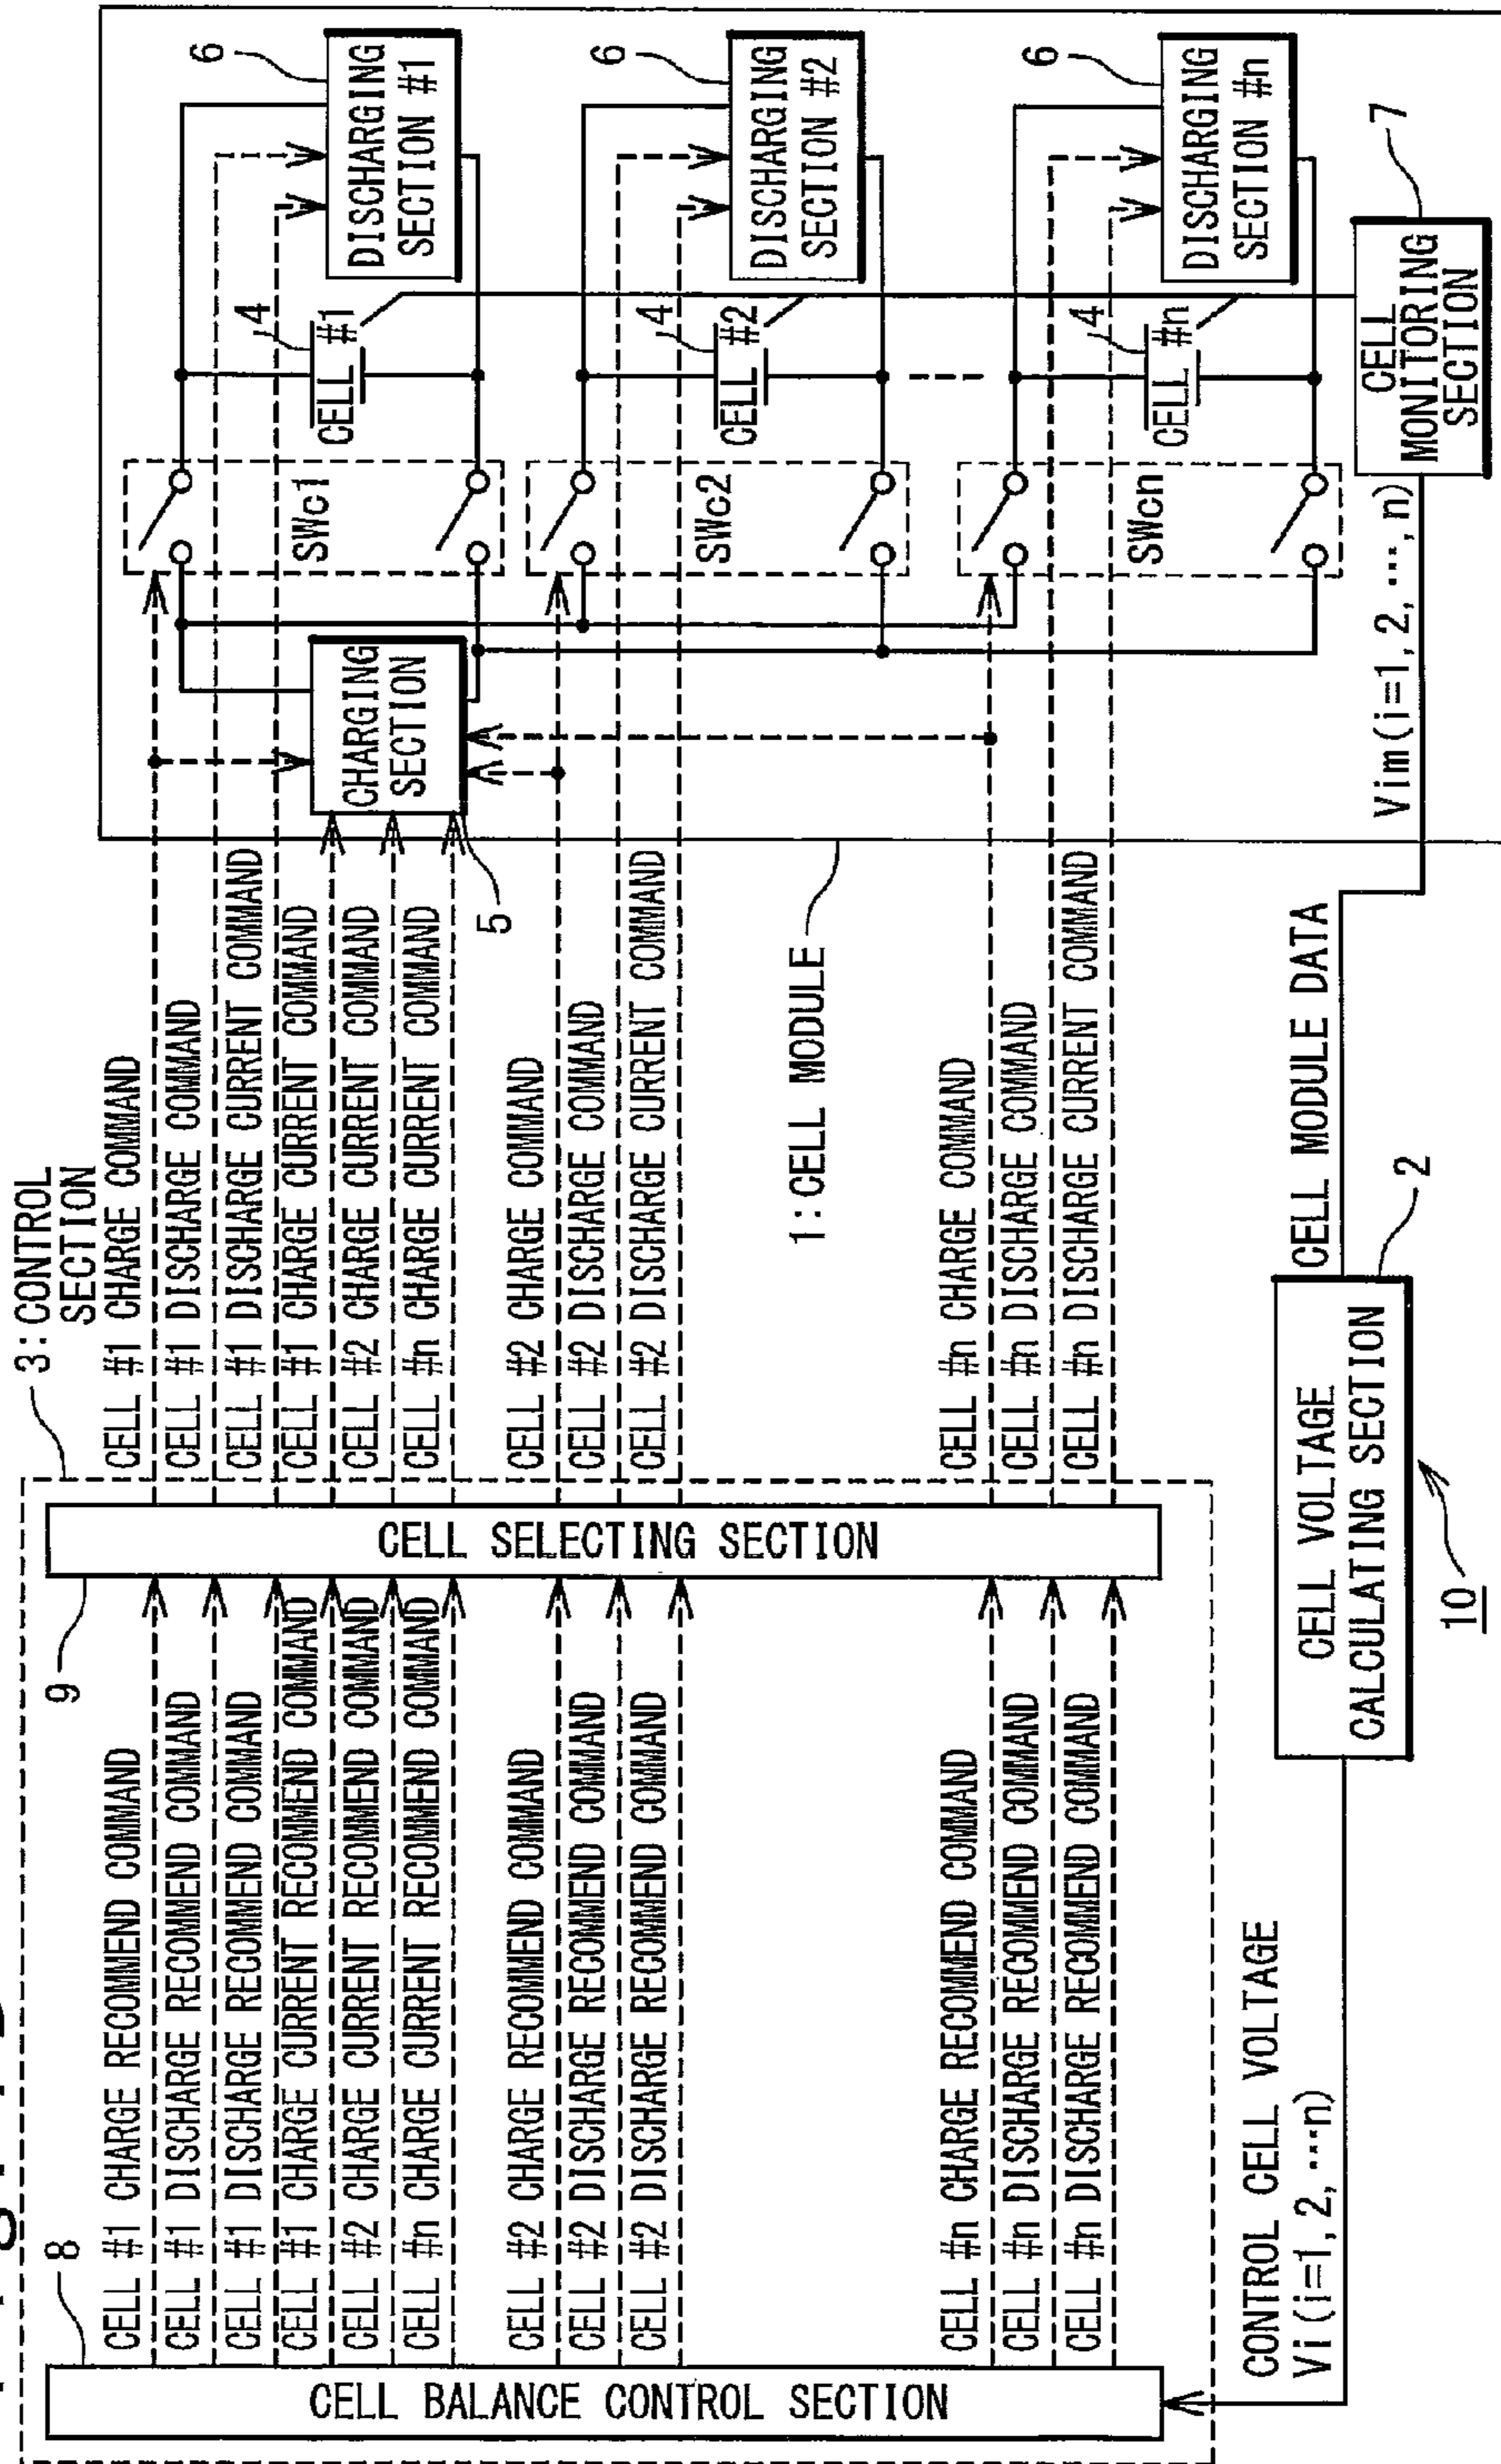 3:CONTROL
SECTION
8
9
CELL #1 CHARGE RECOMMEND COMMAND
CELL #1 DISCHARGE RECOMMEND COMMAND
CELL #1 DISCHARGE RECOMMEND COMMAND
CELL #1 CHARGE CURRENT RECOMMEND COMMAND
CELL #2 CHARGE CURRENT RECOMMEND COMMAND
CELL #n CHARGE CURRENT RECOMMEND COMMAND
CELL #2 CHARGE RECOMMEND COMMAND
CELL #2 DISCHARGE RECOMMEND COMMAND
CELL #2 DISCHARGE RECOMMEND COMMAND
CELL #n CHARGE RECOMMEND COMMAND
CELL #n DISCHARGE RECOMMEND COMMAND
CELL #n DISCHARGE RECOMMEND COMMAND
CELL BALANCE CONTROL SECTION
CELL SELECTING SECTION
CELL #1 CHARGE COMMAND
CELL #1 DISCHARGE COMMAND
CELL #1 DISCHARGE CURRENT COMMAND
CELL #1 CHARGE CURRENT COMMAND
CELL #2 CHARGE CURRENT COMMAND
CELL #n CHARGE CURRENT COMMAND
CELL #2 CHARGE COMMAND
CELL #2 DISCHARGE COMMAND
CELL #2 DISCHARGE CURRENT COMMAND
CELL #n CHARGE COMMAND
CELL #n DISCHARGE COMMAND
CELL #n DISCHARGE CURRENT COMMAND
5
1:CELL MODULE
CHARGING
SECTION
SWc1
SWc2
SWcn
4
CELL #1
4
CELL #2
4
CELL #n
6
DISCHARGING
SECTION #1
6
DISCHARGING
SECTION #2
6
DISCHARGING
SECTION #n
7
CELL
MONITORING
SECTION
Vim(i=1,2,···,n)
CELL MODULE DATA
2
CELL VOLTAGE
CALCULATING SECTION
10
CONTROL CELL VOLTAGE
Vi(i=1,2,···n)